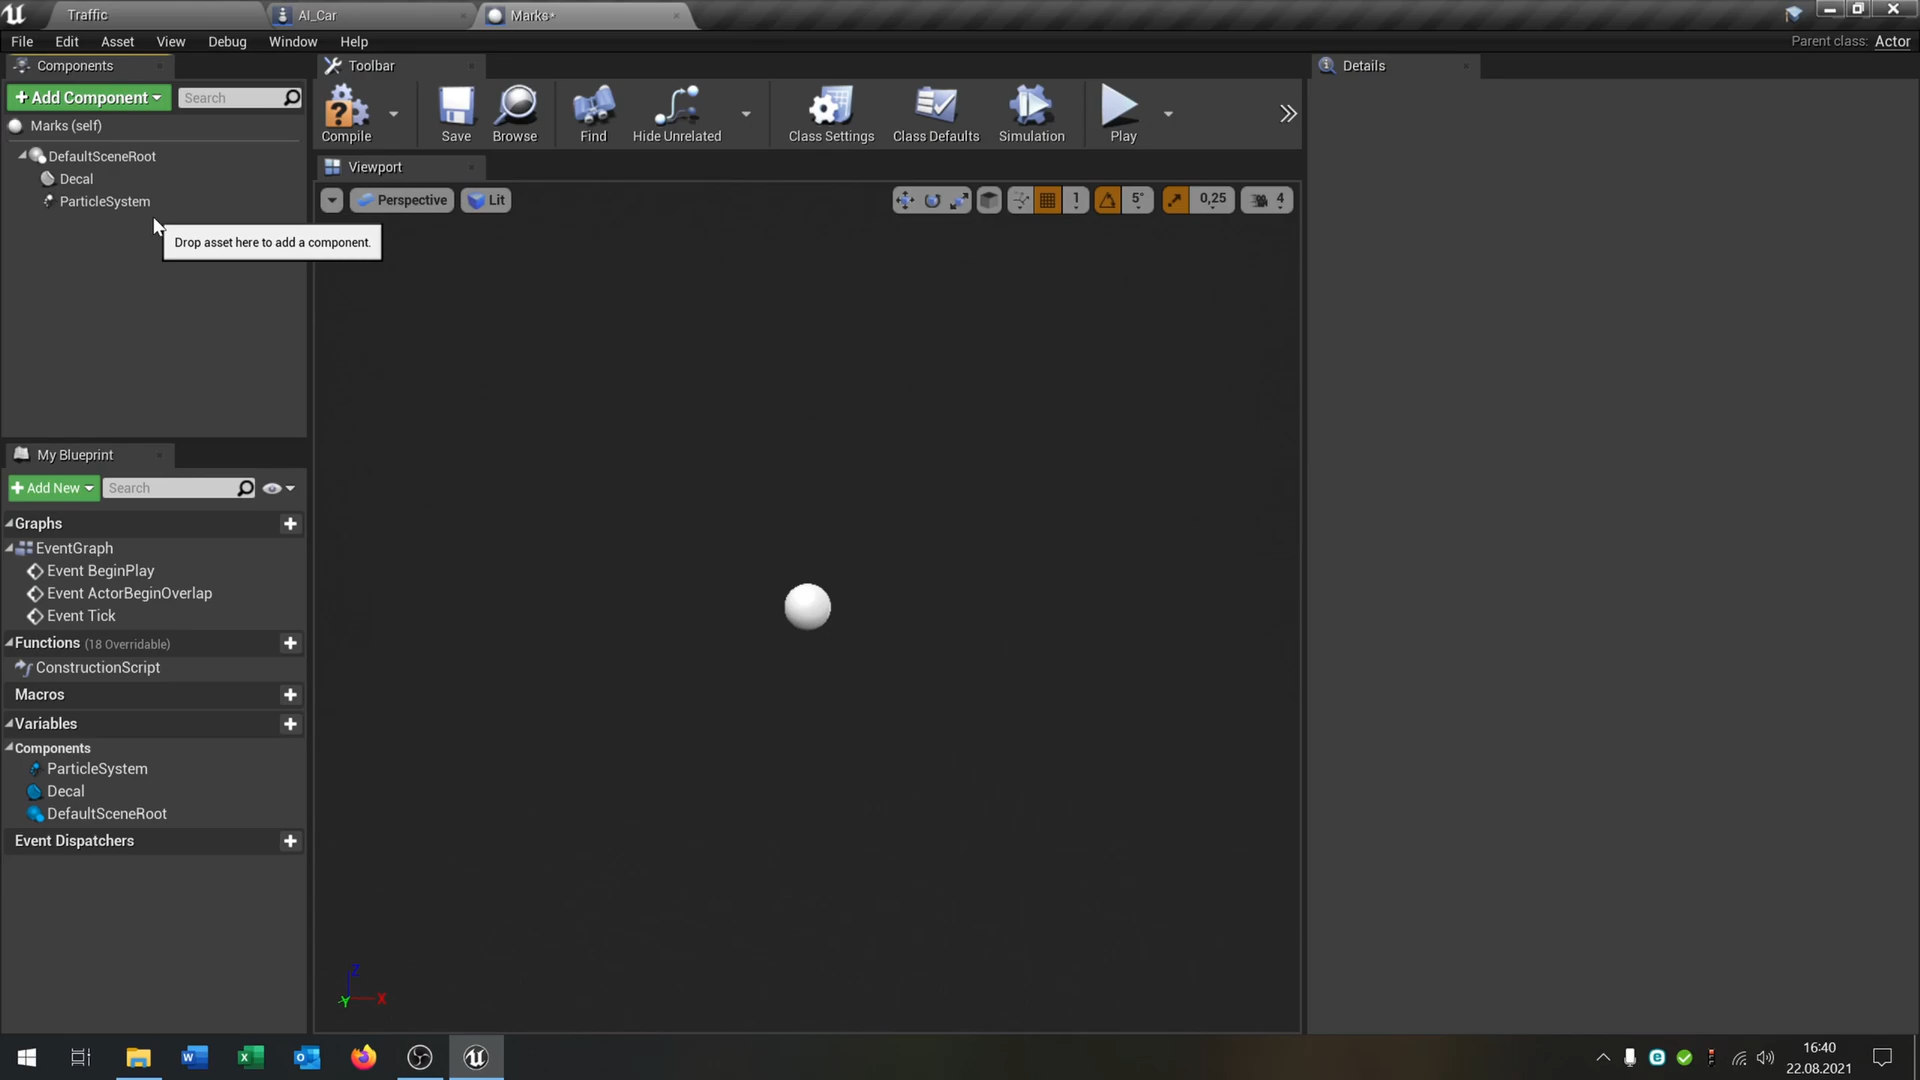 Traffic
AI_Car
Marks*
File Edit Asset View Debug Window Help
Parent class: Actor
Components
Toolbar
Details
+ Add Component
Search
Marks (self)
DefaultSceneRoot
Decal
ParticleSystem
Drop asset here to add a component.
Compile
Save
Browse
Find
Hide Unrelated
Class Settings
Class Defaults
Simulation
Play
Viewport
Perspective
Lit
1
5°
0,25
4
My Blueprint
+ Add New
Search
Graphs
EventGraph
Event BeginPlay
Event ActorBeginOverlap
Event Tick
Functions (18 Overridable)
ConstructionScript
Macros
Variables
Components
ParticleSystem
Decal
DefaultSceneRoot
Event Dispatchers
Z
Y
X
16:40
22.08.2021